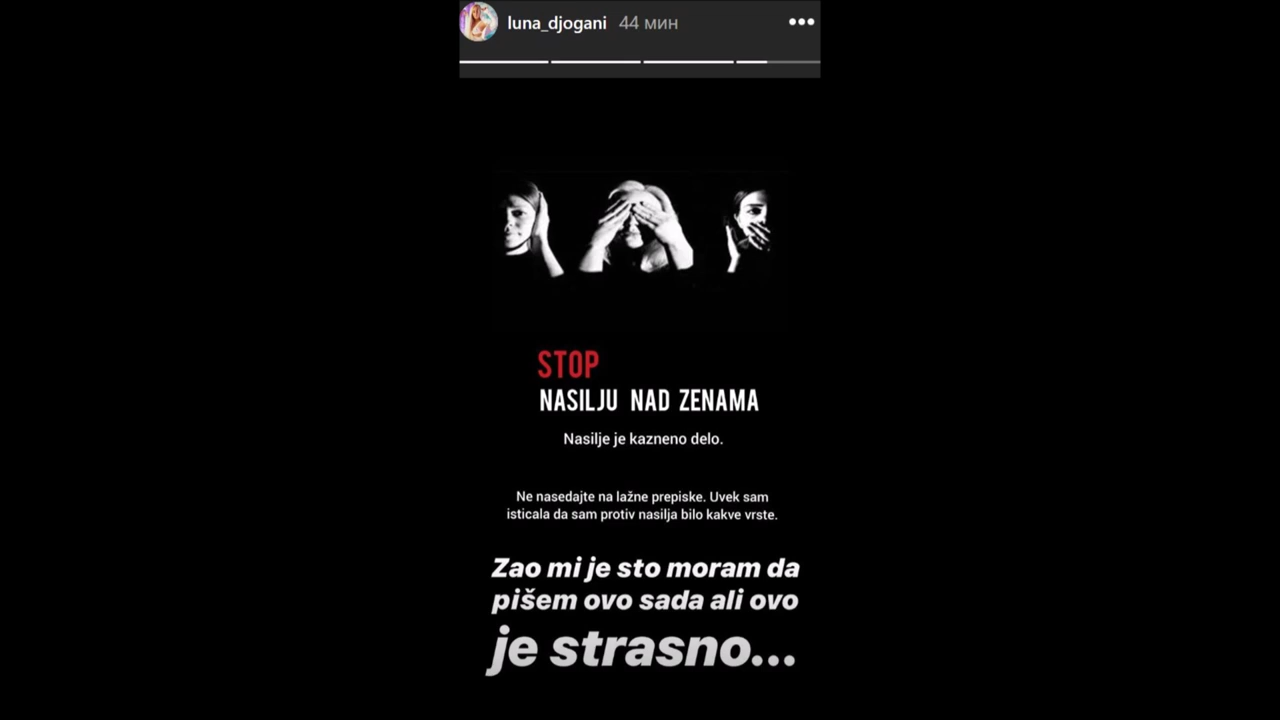 luna_djogani 44 мин
STOP
NASILJU NAD ZENAMA
Nasilje je kazneno delo.
Ne nasedajte na lažne prepiske. Uvek sam
isticala da sam protiv nasilja bilo kakve vrste.
Zao mi je sto moram da
pišem ovo sada ali ovo
je strasno...